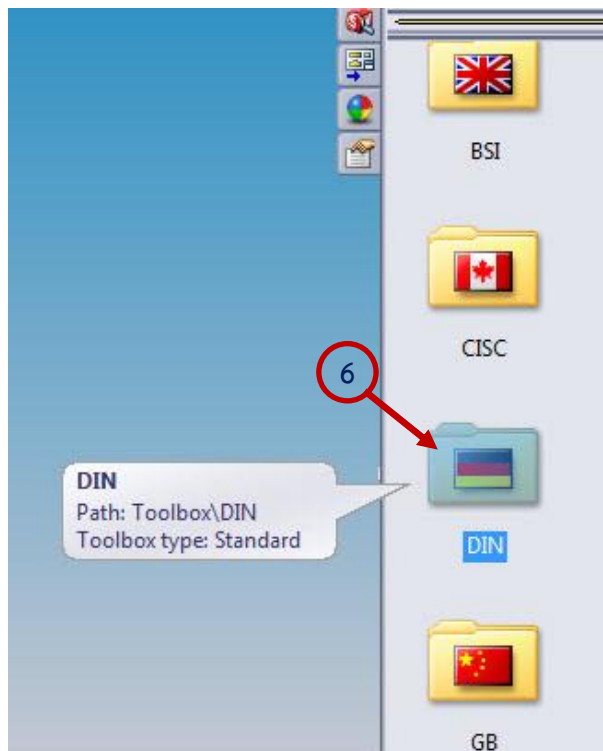 BSI
CISC
6
DIN
Path: Toolbox\DIN
Toolbox type: Standard
DIN
GB